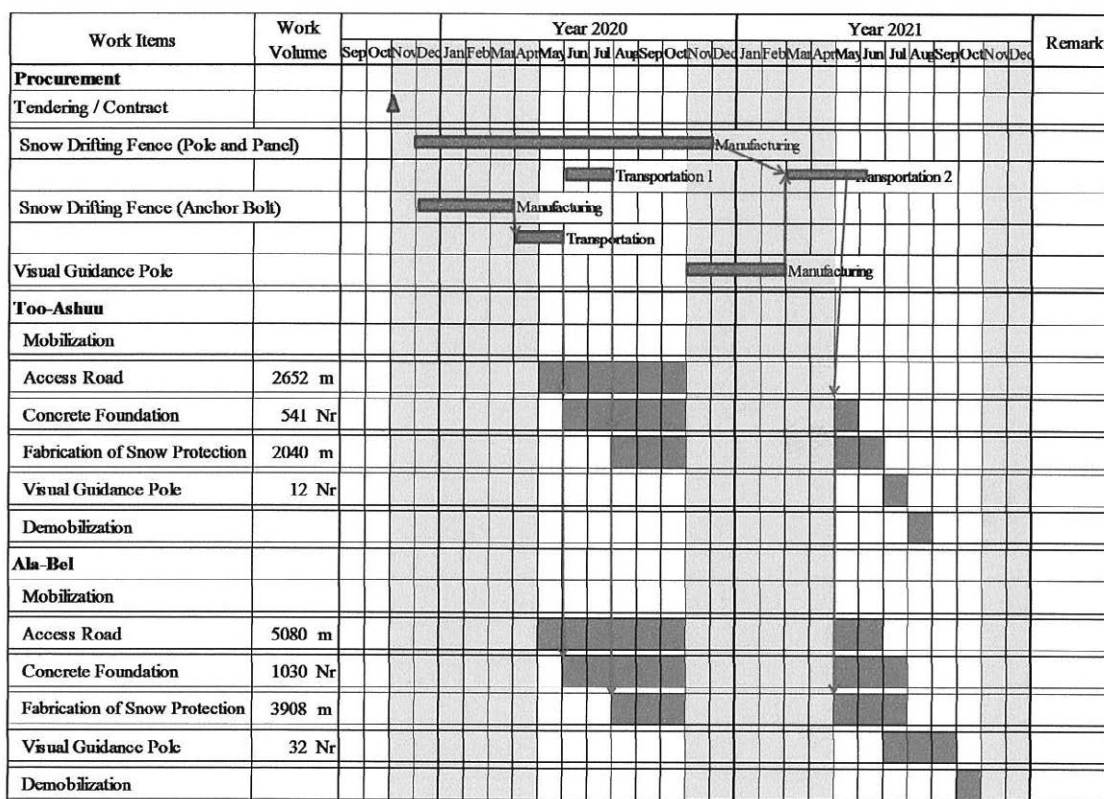 Work Items Work Volume Year 2020 Year 2021 Remark
Sep Oct Nov Dec Jan Feb Mar Apr May Jun Jul Aug Sep Oct Nov Dec Jan Feb Mar Apr May Jun Jul Aug Sep Oct Nov Dec
Procurement
Tendering / Contract
Snow Drifting Fence (Pole and Panel) Manufacturing
Transportation 1 Transportation 2
Snow Drifting Fence (Anchor Bolt) Manufacturing
Transportation
Visual Guidance Pole Manufacturing
Too-Ashuu
Mobilization
Access Road 2652 m
Concrete Foundation 541 Nr
Fabrication of Snow Protection 2040 m
Visual Guidance Pole 12 Nr
Demobilization
Ala-Bel
Mobilization
Access Road 5080 m
Concrete Foundation 1030 Nr
Fabrication of Snow Protection 3908 m
Visual Guidance Pole 32 Nr
Demobilization